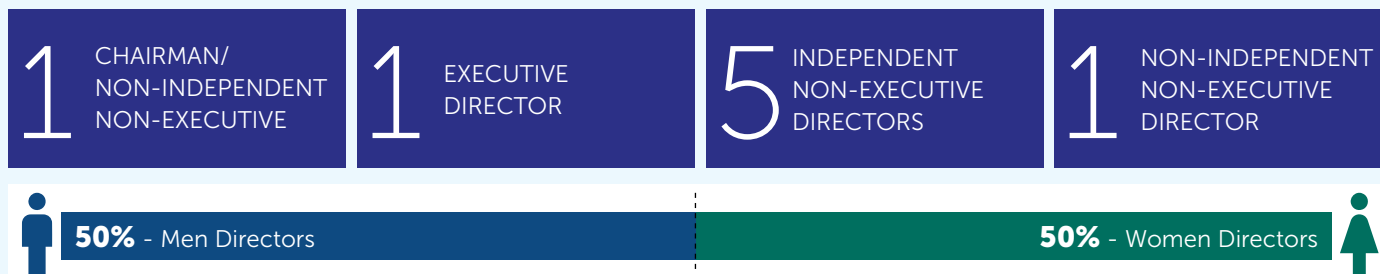 1
CHAIRMAN/
NON-INDEPENDENT
NON-EXECUTIVE
1
EXECUTIVE
DIRECTOR
5
INDEPENDENT
NON-EXECUTIVE
DIRECTORS
1
NON-INDEPENDENT
NON-EXECUTIVE
DIRECTOR
50% - Men Directors
50% - Women Directors